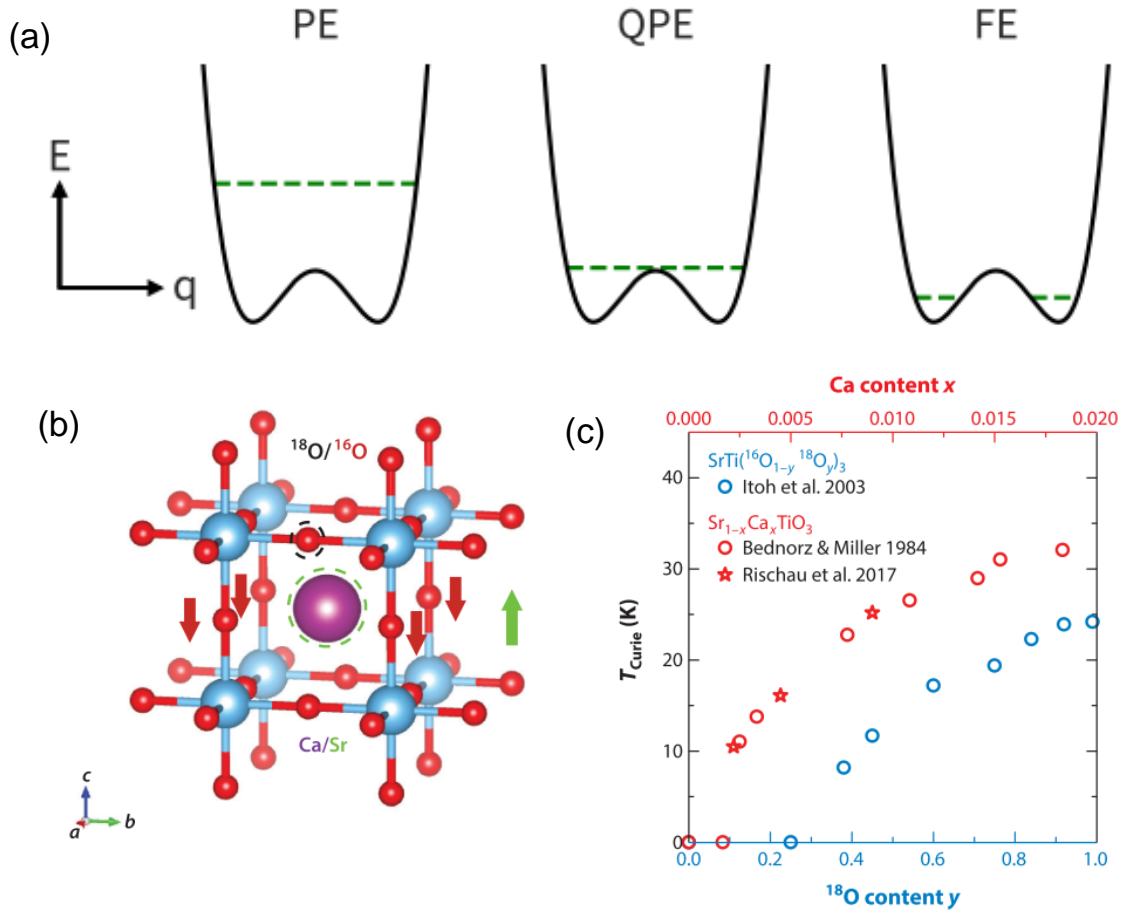 (a)
PE
QPE
FE
E
q
(b)
¹⁸O/¹⁶O
Ca/Sr
c
a
b
(c)
Ca content x
0.000 0.005 0.010 0.015 0.020
SrTi(¹⁶O₁₋y ¹⁸Oy)₃
Itoh et al. 2003
Sr₁₋ₓCaₓTiO₃
Bednorz & Miller 1984
Rischau et al. 2017
T_Curie (K)
40
30
20
10
0
0.0 0.2 0.4 0.6 0.8 1.0
¹⁸O content y